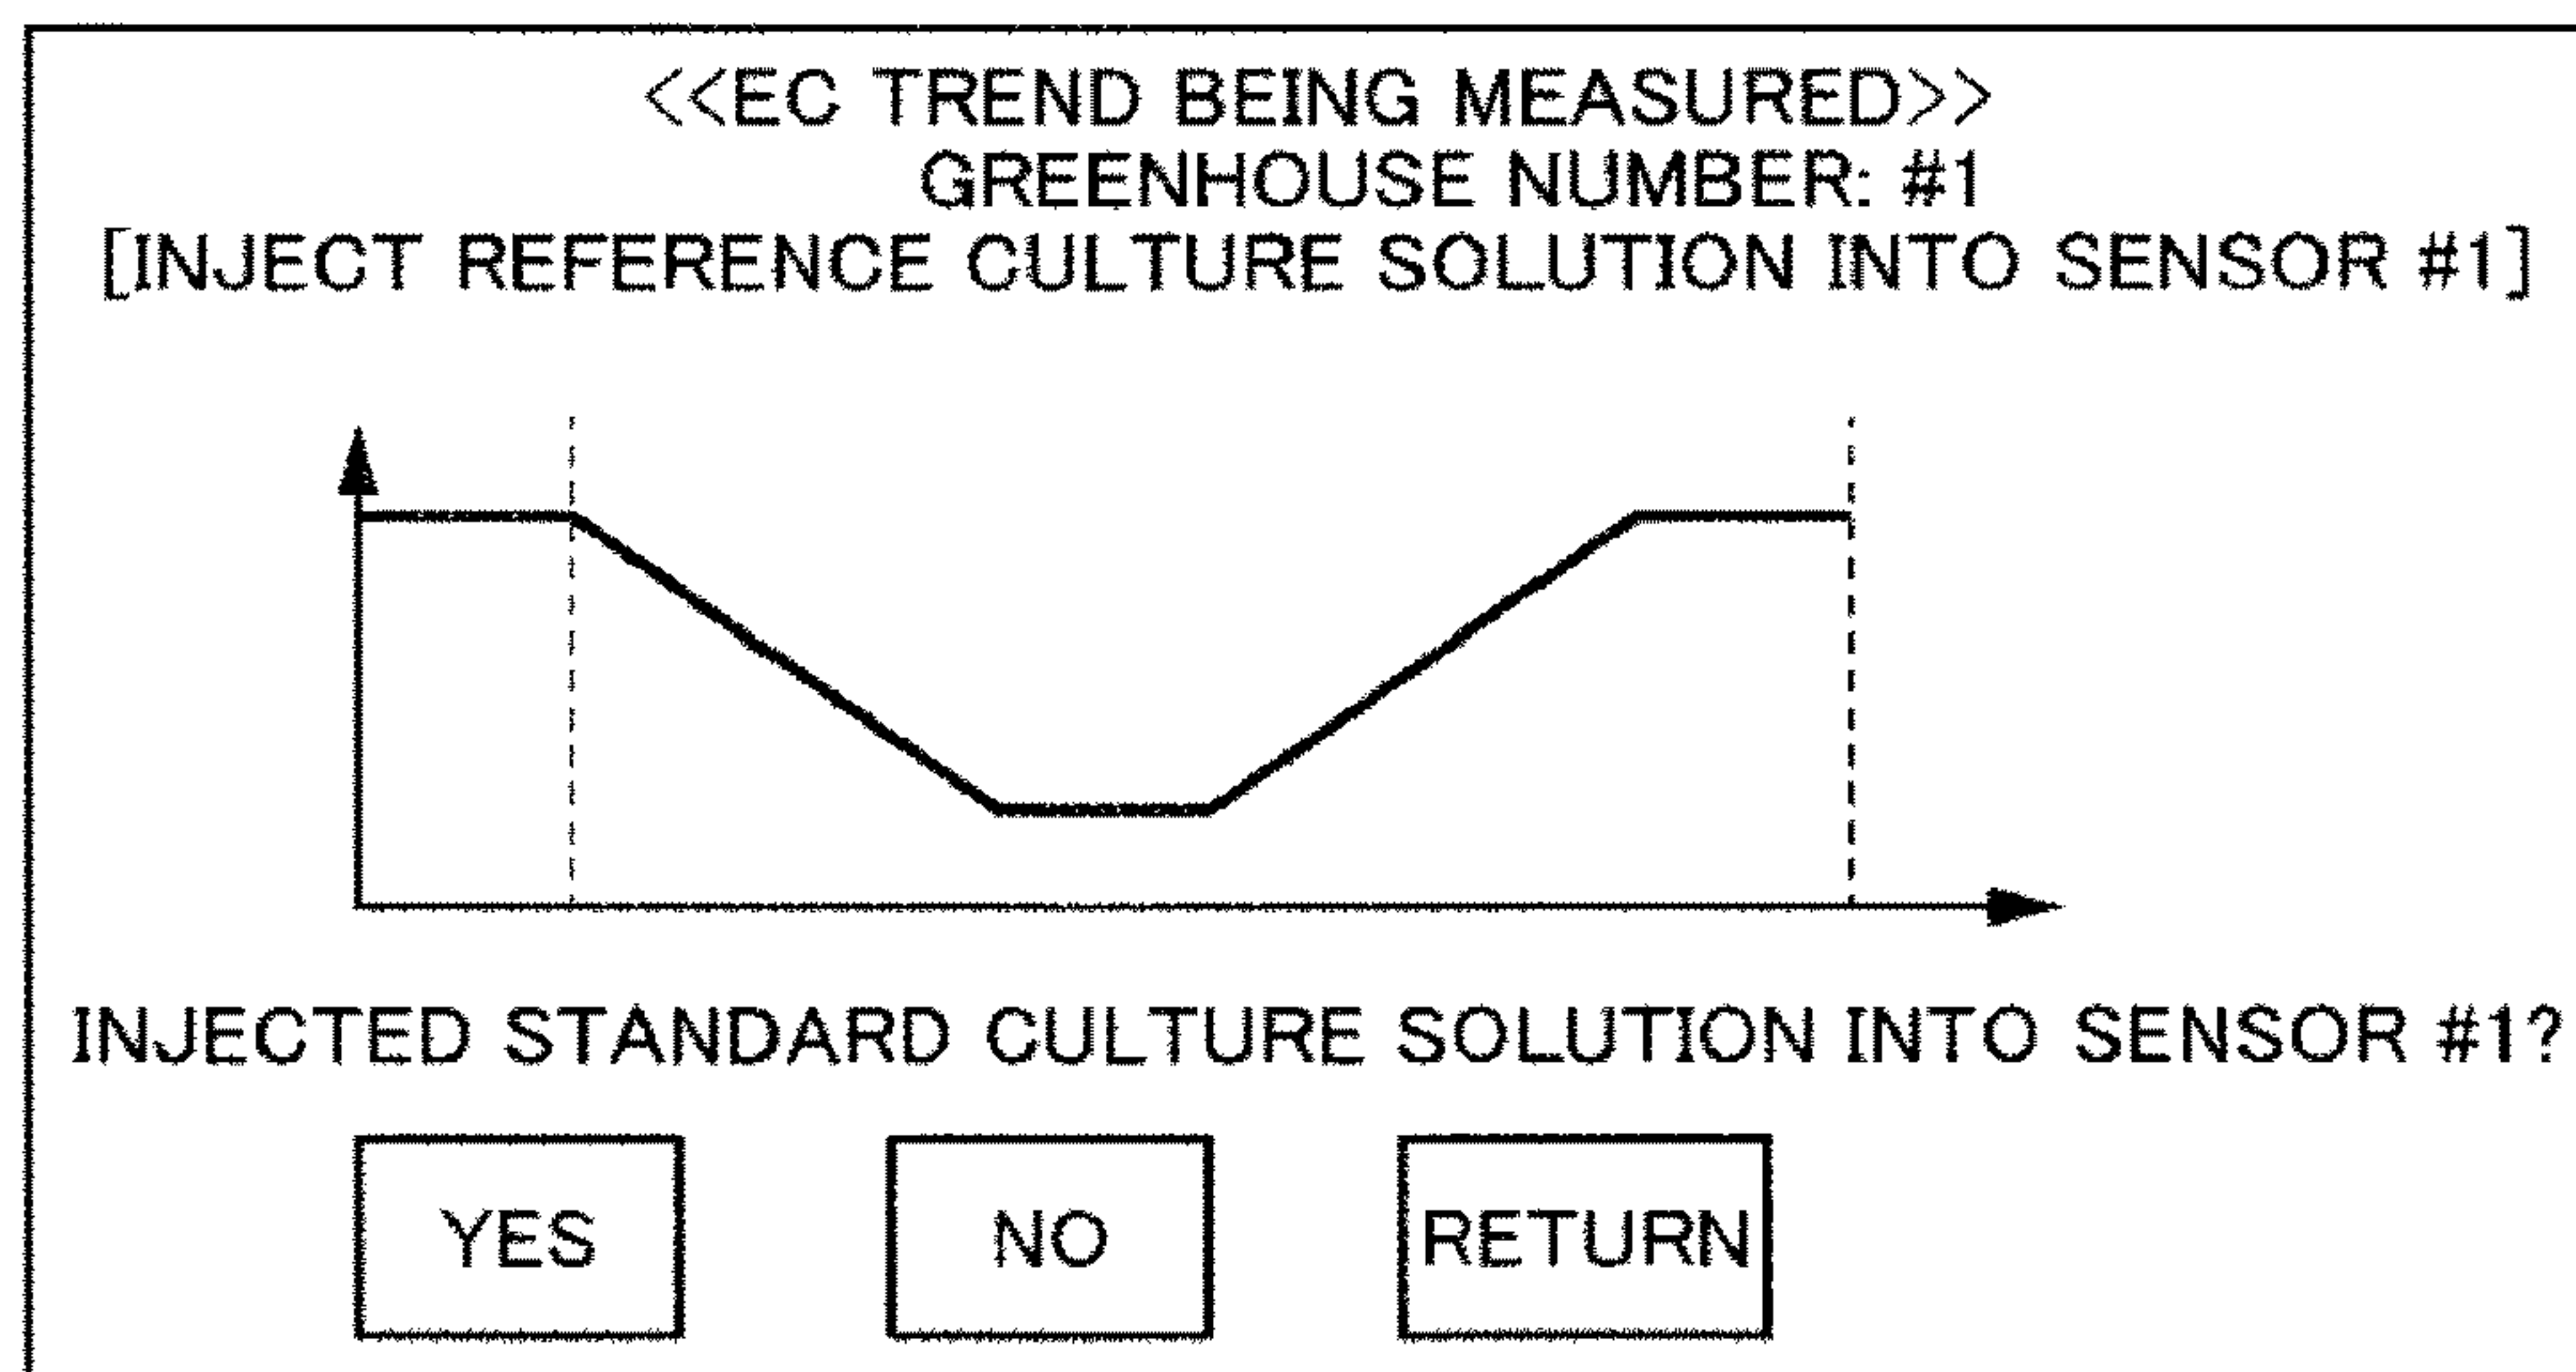 <<EC TREND BEING MEASURED>>
GREENHOUSE NUMBER: #1
[INJECT REFERENCE CULTURE SOLUTION INTO SENSOR #1]
INJECTED STANDARD CULTURE SOLUTION INTO SENSOR #1?
YES NO RETURN